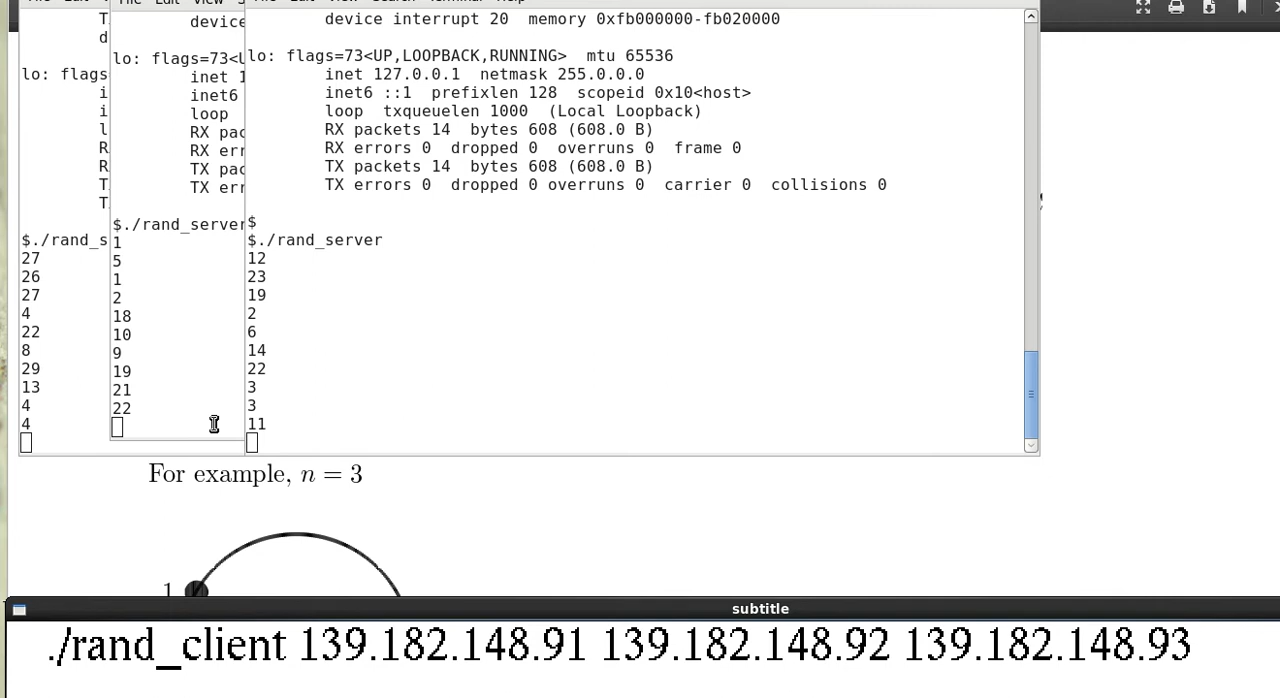 T
d
lo: flags
i
i
l
R
R
T
T
$./rand_s
27
26
27
4
22
8
29
13
4
4
device
lo: flags=73<U
inet 1
inet6
loop
RX pac
RX err
TX pac
TX err
$./rand_server
1
5
1
2
18
10
9
19
21
22
device interrupt 20  memory 0xfb000000-fb020000
lo: flags=73<UP,LOOPBACK,RUNNING>  mtu 65536
inet 127.0.0.1  netmask 255.0.0.0
inet6 ::1  prefixlen 128  scopeid 0x10<host>
loop  txqueuelen 1000  (Local Loopback)
RX packets 14  bytes 608 (608.0 B)
RX errors 0  dropped 0  overruns 0  frame 0
TX packets 14  bytes 608 (608.0 B)
TX errors 0  dropped 0 overruns 0  carrier 0  collisions 0
$
$./rand_server
12
23
19
2
6
14
22
3
3
11
For example, n = 3
1
subtitle
./rand_client 139.182.148.91 139.182.148.92 139.182.148.93